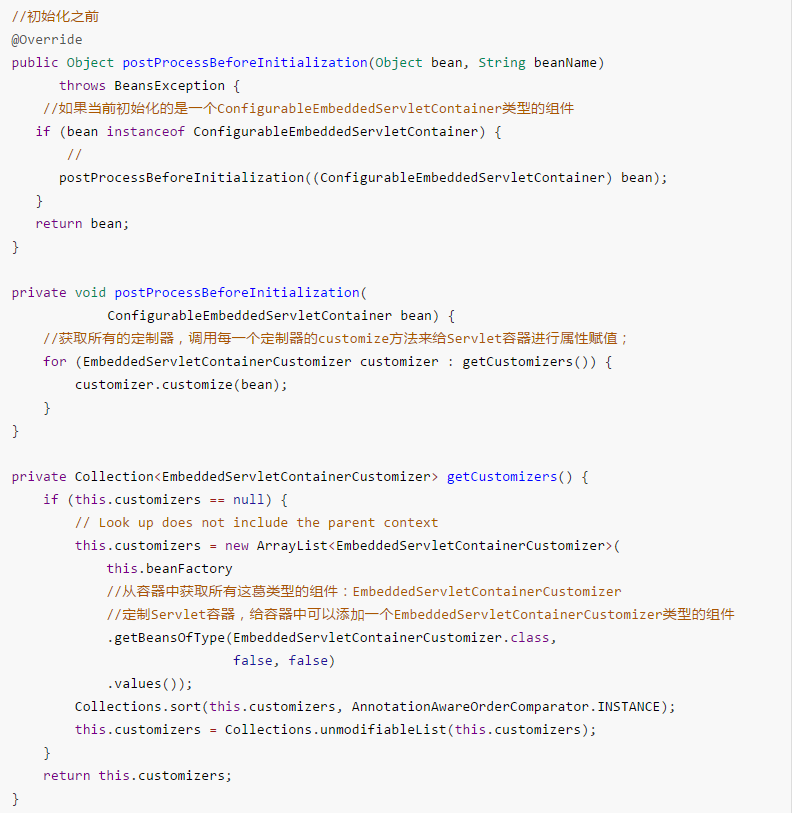 //初始化之前
@Override
public Object postProcessBeforeInitialization(Object bean, String beanName)
      throws BeansException {
    //如果当前初始化的是一个ConfigurableEmbeddedServletContainer类型的组件
   if (bean instanceof ConfigurableEmbeddedServletContainer) {
       //
      postProcessBeforeInitialization((ConfigurableEmbeddedServletContainer) bean);
   }
   return bean;
}

private void postProcessBeforeInitialization(
            ConfigurableEmbeddedServletContainer bean) {
    //获取所有的定制器，调用每一个定制器的customize方法来给Servlet容器进行属性赋值；
    for (EmbeddedServletContainerCustomizer customizer : getCustomizers()) {
        customizer.customize(bean);
    }
}

private Collection<EmbeddedServletContainerCustomizer> getCustomizers() {
    if (this.customizers == null) {
        // Look up does not include the parent context
        this.customizers = new ArrayList<EmbeddedServletContainerCustomizer>(
            this.beanFactory
            //从容器中获取所有这葛类型的组件：EmbeddedServletContainerCustomizer
            //定制Servlet容器，给容器中可以添加一个EmbeddedServletContainerCustomizer类型的组件
            .getBeansOfType(EmbeddedServletContainerCustomizer.class,
                            false, false)
            .values());
        Collections.sort(this.customizers, AnnotationAwareOrderComparator.INSTANCE);
        this.customizers = Collections.unmodifiableList(this.customizers);
    }
    return this.customizers;
}